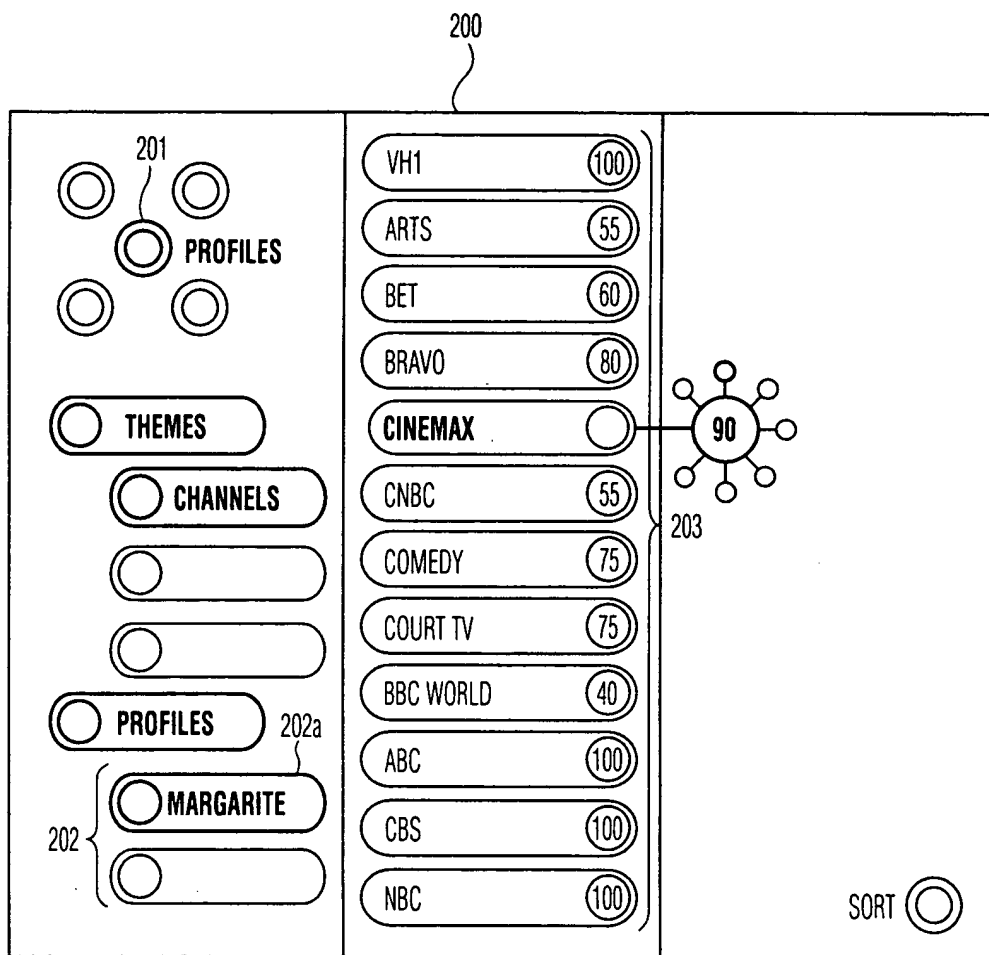 200
201
PROFILES
THEMES
CHANNELS
PROFILES
202a
MARGARITE
202
VH1 100
ARTS 55
BET 60
BRAVO 80
CINEMAX 90
CNBC 55
COMEDY 75
COURT TV 75
BBC WORLD 40
ABC 100
CBS 100
NBC 100
203
SORT